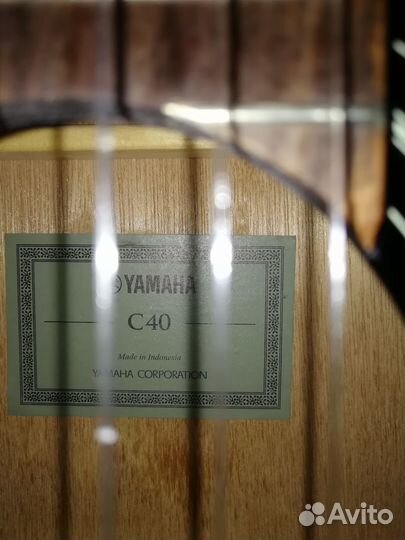 YAMAHA
C40
Made in Indonesia
YAMAHA CORPORATION
Avito